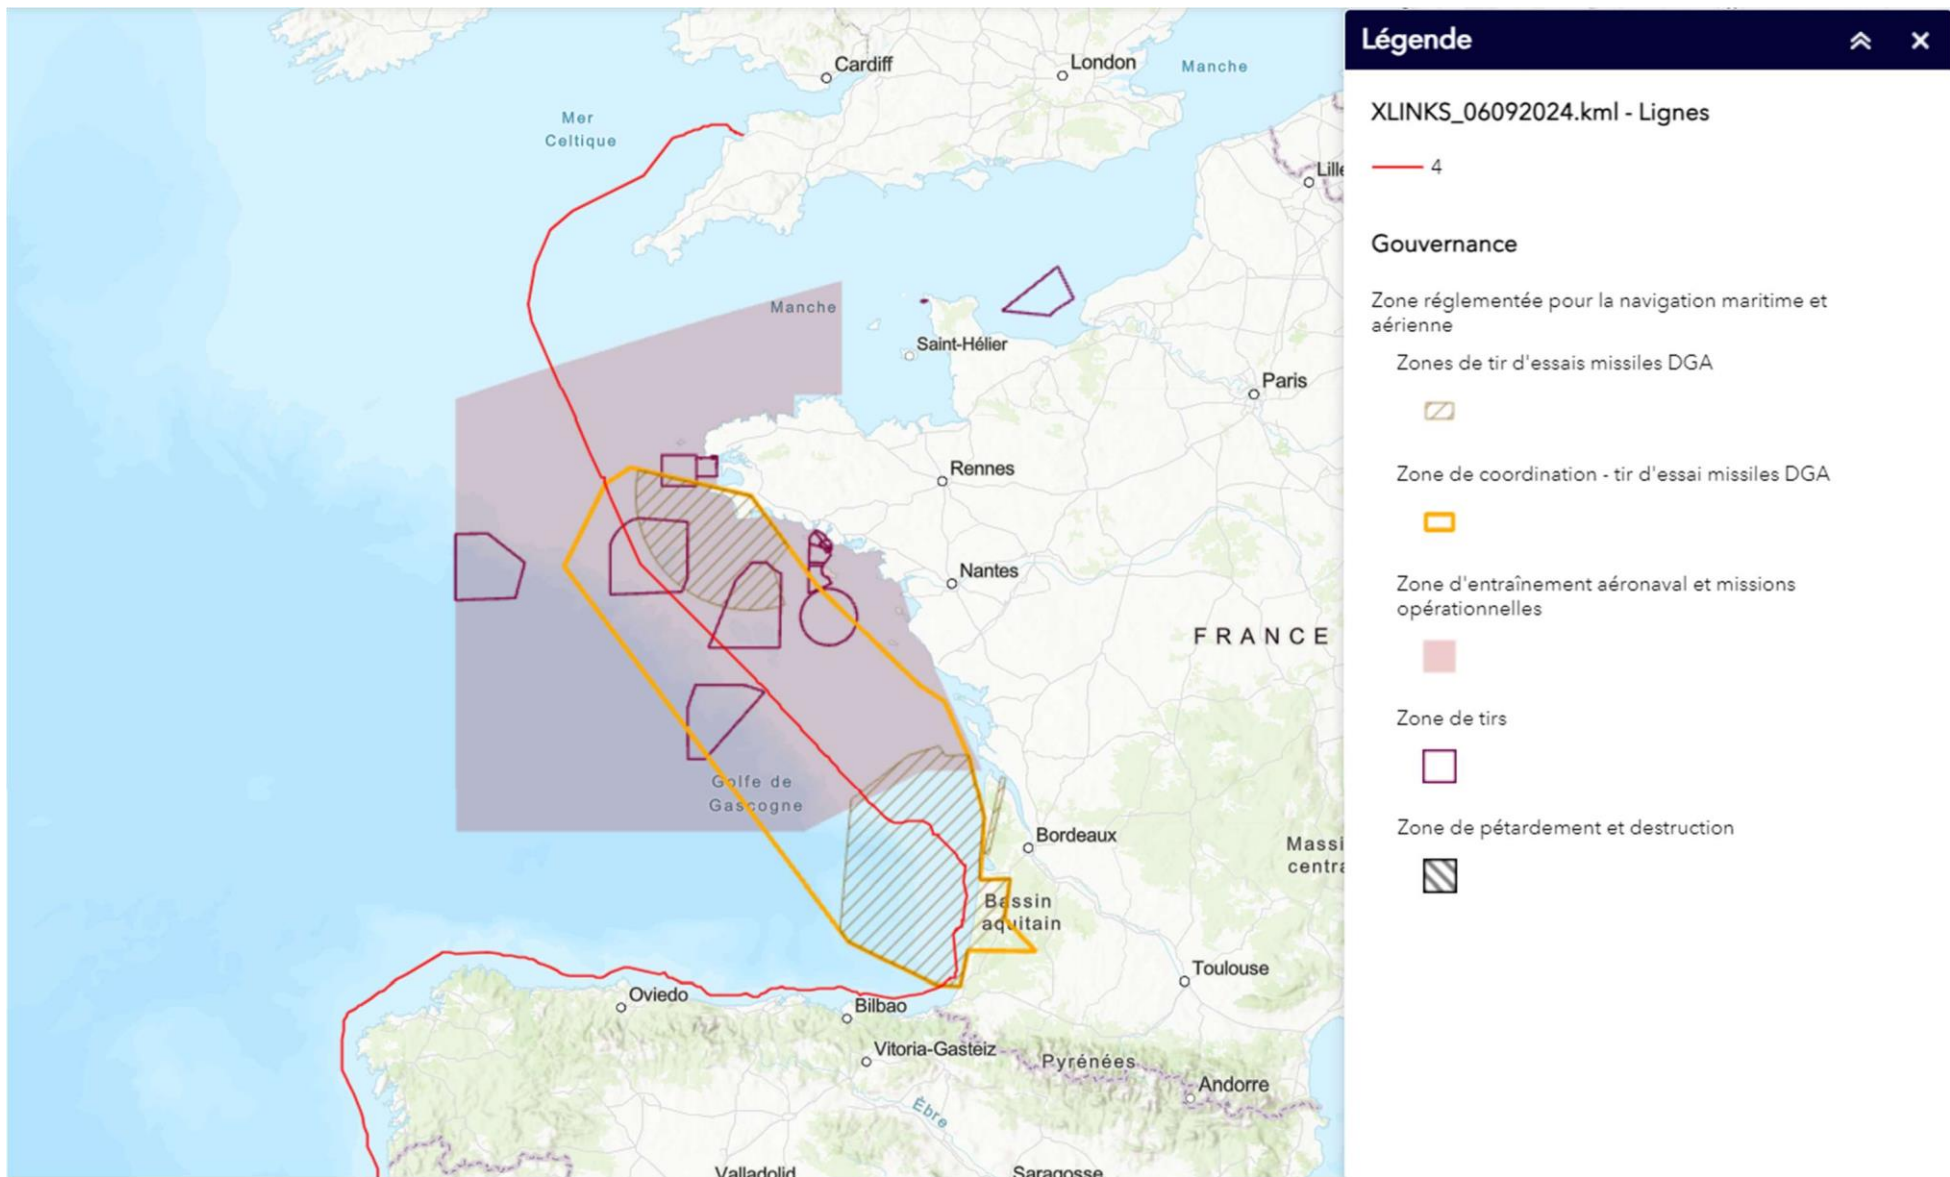 Cardiff
London
Manche
Mer
Celtique
Lille
Manche
Saint-Hélier
Paris
Rennes
Nantes
FRANCE
Golfe de
Gascogne
Bordeaux
Bassin
aquitain
Toulouse
Oviedo
Bilbao
Vitoria-Gasteiz
Pyrénées
Andorre
Èbre
Valladolid
Saragosse
Légende
XLINKS_06092024.kml - Lignes
4
Gouvernance
Zone réglementée pour la navigation maritime et
aérienne
Zones de tir d'essais missiles DGA
Zone de coordination - tir d'essai missiles DGA
Zone d'entraînement aéronaval et missions
opérationnelles
Zone de tirs
Zone de pétardement et destruction